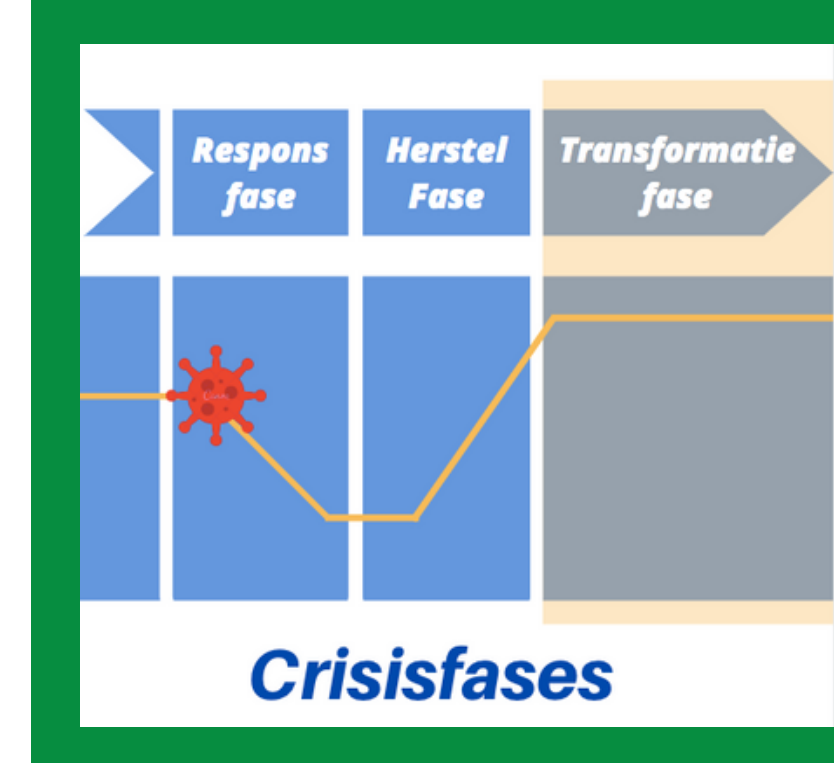 Respons
fase
Herstel
Fase
Transformatie
fase
Crisisfases